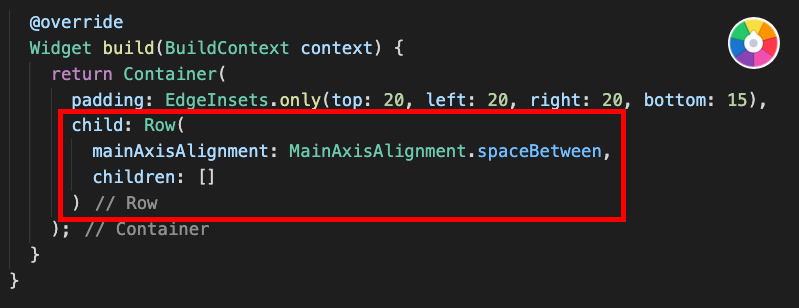 @override
Widget build(BuildContext context) {
return Container(
padding: EdgeInsets.only(top: 20, left: 20, right: 20, bottom: 15),
child: Row(
mainAxisAlignment: MainAxisAlignment.spaceBetween,
children: []
) // Row
); // Container
}
}